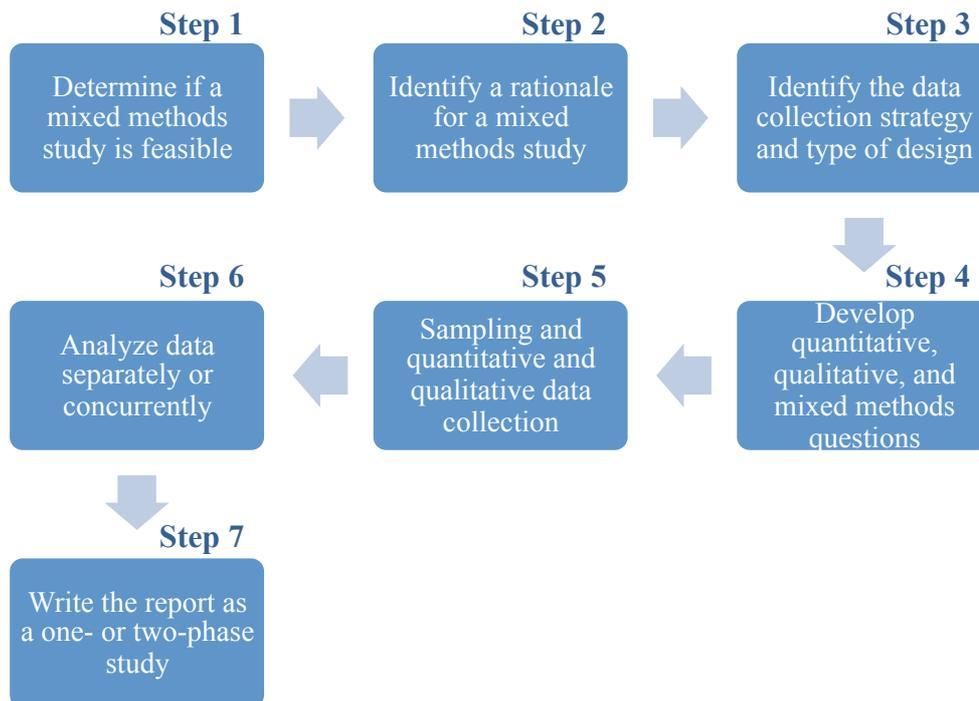 Step 1
Determine if a
mixed methods
study is feasible
Step 2
Identify a rationale
for a mixed
methods study
Step 3
Identify the data
collection strategy
and type of design
Step 4
Develop
quantitative,
qualitative, and
mixed methods
questions
Step 5
Sampling and
quantitative and
qualitative data
collection
Step 6
Analyze data
separately or
concurrently
Step 7
Write the report as
a one- or two-phase
study